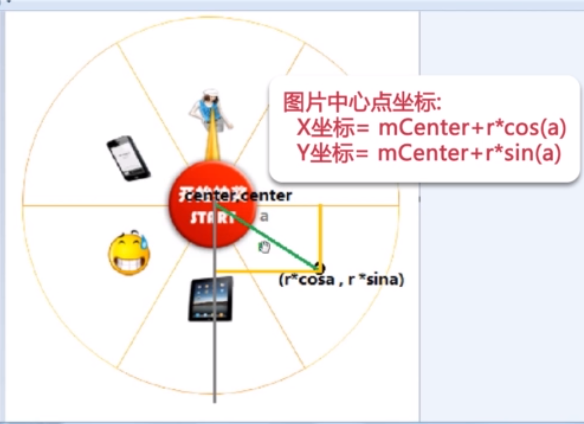 图片中心点坐标:
X坐标= mCenter+r*cos(a)
Y坐标= mCenter+r*sin(a)
center,center
START
a
(r*cosa , r *sina)